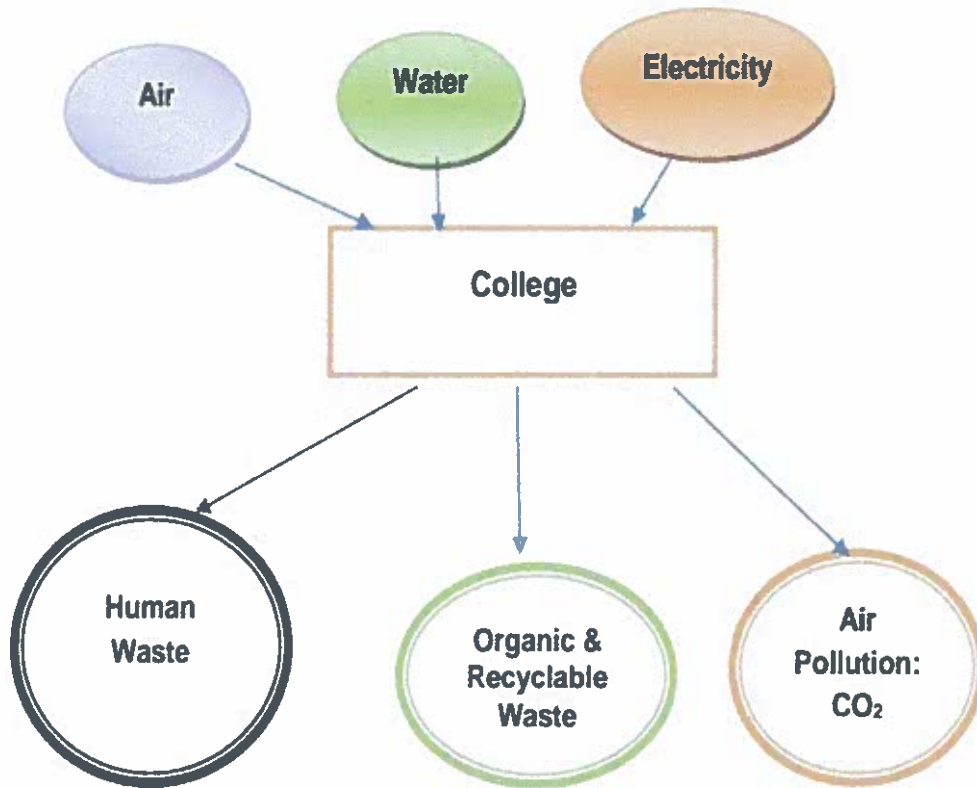 Air
Water
Electricity
College
Human
Waste
Organic &
Recyclable
Waste
Air
Pollution:
CO₂